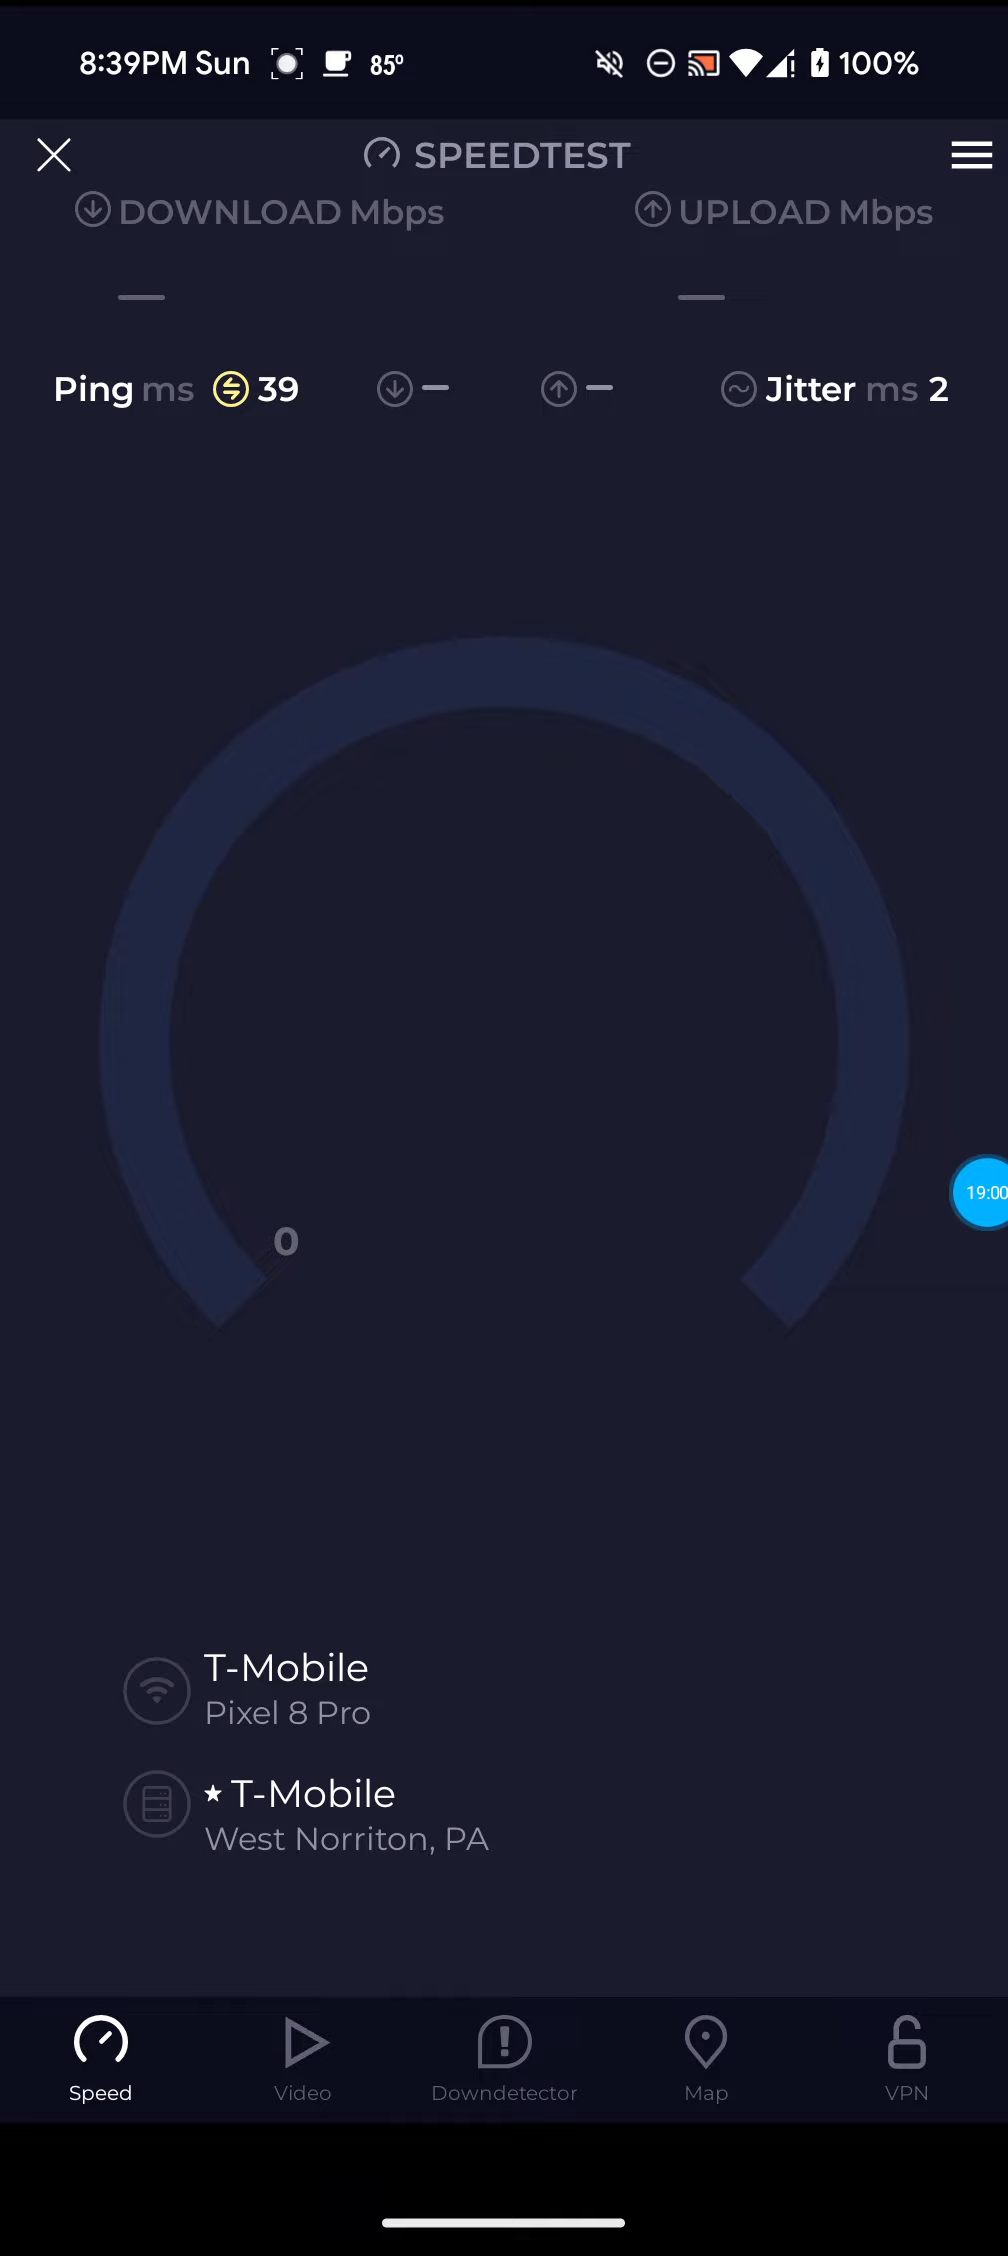 8:39PM Sun 85° 100%
SPEEDTEST
DOWNLOAD Mbps UPLOAD Mbps
— —
Ping ms 39 — — Jitter ms 2
19:00
0
T-Mobile
Pixel 8 Pro
★ T-Mobile
West Norriton, PA
Speed Video Downdetector Map VPN